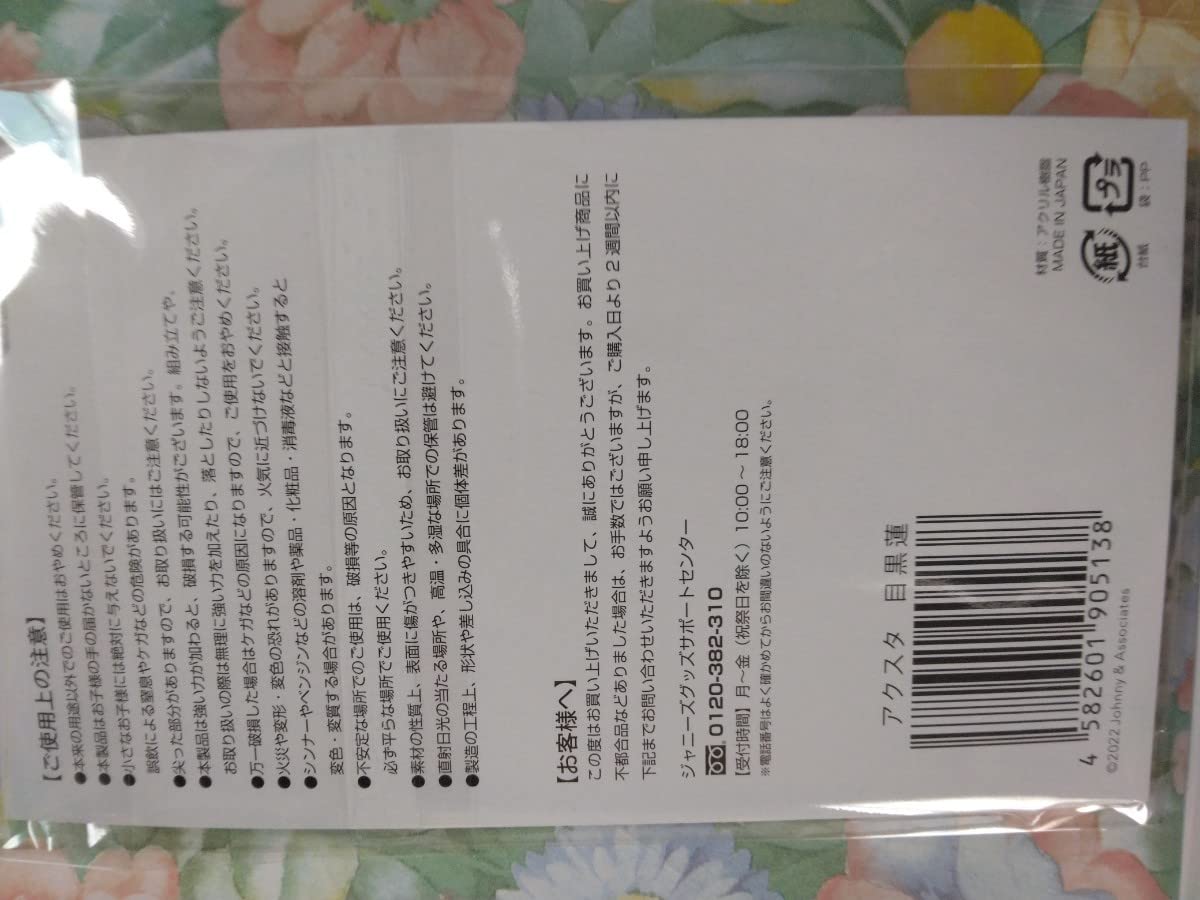 【ご使用上の注意】
●本来の用途以外でのご使用はおやめください。
●本製品はお子様の手の届かないところに保管してください。
●小さなお子様には絶対に与えないでください。
誤飲による窒息やケガなどの危険があります。
●尖った部分がありますので、お取り扱いにはご注意ください。
●本製品は強い力が加わると、破損する可能性がございます。組み立てや、
お取り扱いの際は無理に強い力を加えたり、落としたりしないようご注意ください。
●万一破損した場合はケガなどの原因になりますので、ご使用をおやめください。
●火災や変形・変色の恐れがありますので、火気に近づけないでください。
●シンナーやベンジンなどの溶剤や薬品・化粧品・消毒液などと接触すると
変色・変質する場合があります。
●不安定な場所でのご使用は、破損等の原因となります。
必ず平らな場所でご使用ください。
●素材の性質上、表面に傷がつきやすいため、お取り扱いにご注意ください。
●直射日光の当たる場所や、高温・多湿な場所での保管は避けてください。
●製造の工程上、形状や差し込みの具合に個体差があります。
【お客様へ】
この度はお買い上げいただきまして、誠にありがとうございます。お買い上げ商品に
不都合品などありました場合は、お手数ではございますが、ご購入日より2週間以内に
下記までお問い合わせいただきますようお願い申し上げます。
ジャニーズグッズサポートセンター
0120-382-310
【受付時間】月〜金(祝祭日を除く)10:00〜18:00
※電話番号はよく確かめてからお間違いのないようにご注意ください。
アクスタ 目黒蓮
4 582601 905138
©2022 Johnny & Associates
材質:アクリル樹脂
MADE IN JAPAN
紙
プラ
台紙
袋:PP